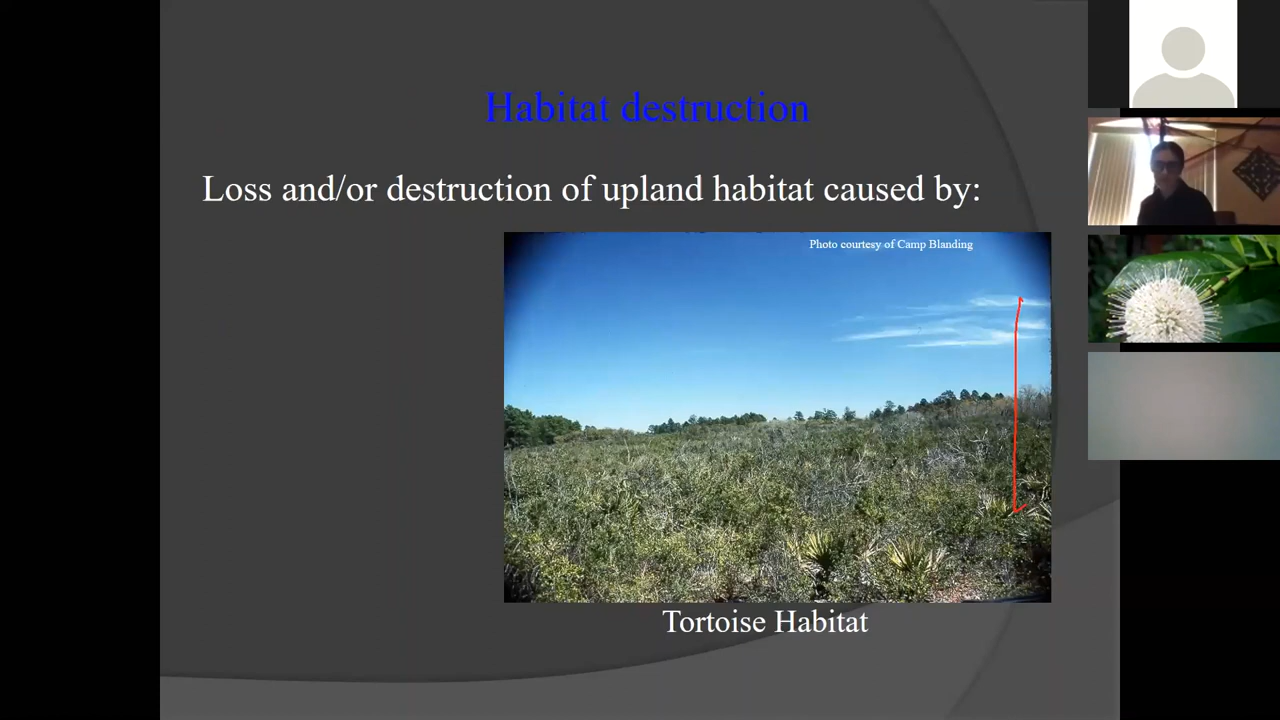 Habitat destruction
Loss and/or destruction of upland habitat caused by:
Photo courtesy of Camp Blanding
Tortoise Habitat